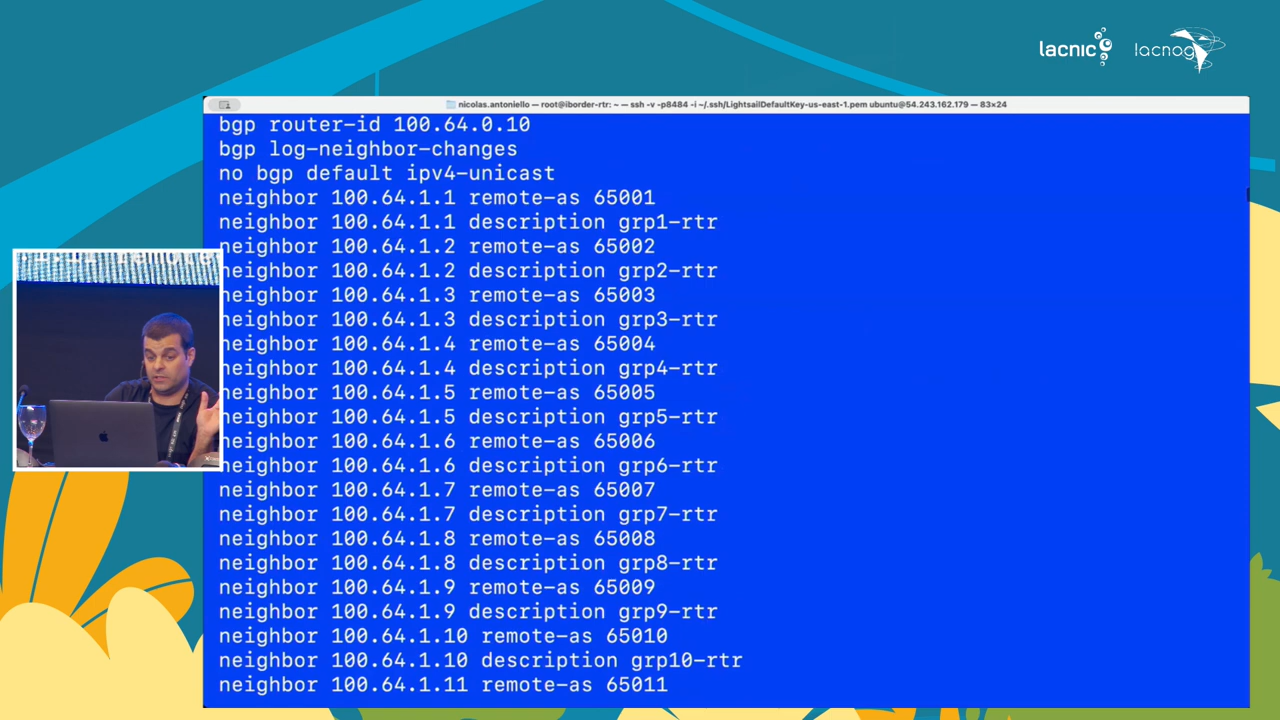 lacnic
lacnog
nicolas.antoniello — root@iborder-rtr: ~ — ssh -v -p8484 -i ~/.ssh/LightsailDefaultKey-us-east-1.pem ubuntu@54.243.162.179 — 83×24
bgp router-id 100.64.0.10
bgp log-neighbor-changes
no bgp default ipv4-unicast
neighbor 100.64.1.1 remote-as 65001
neighbor 100.64.1.1 description grp1-rtr
neighbor 100.64.1.2 remote-as 65002
neighbor 100.64.1.2 description grp2-rtr
neighbor 100.64.1.3 remote-as 65003
neighbor 100.64.1.3 description grp3-rtr
neighbor 100.64.1.4 remote-as 65004
neighbor 100.64.1.4 description grp4-rtr
neighbor 100.64.1.5 remote-as 65005
neighbor 100.64.1.5 description grp5-rtr
neighbor 100.64.1.6 remote-as 65006
neighbor 100.64.1.6 description grp6-rtr
neighbor 100.64.1.7 remote-as 65007
neighbor 100.64.1.7 description grp7-rtr
neighbor 100.64.1.8 remote-as 65008
neighbor 100.64.1.8 description grp8-rtr
neighbor 100.64.1.9 remote-as 65009
neighbor 100.64.1.9 description grp9-rtr
neighbor 100.64.1.10 remote-as 65010
neighbor 100.64.1.10 description grp10-rtr
neighbor 100.64.1.11 remote-as 65011